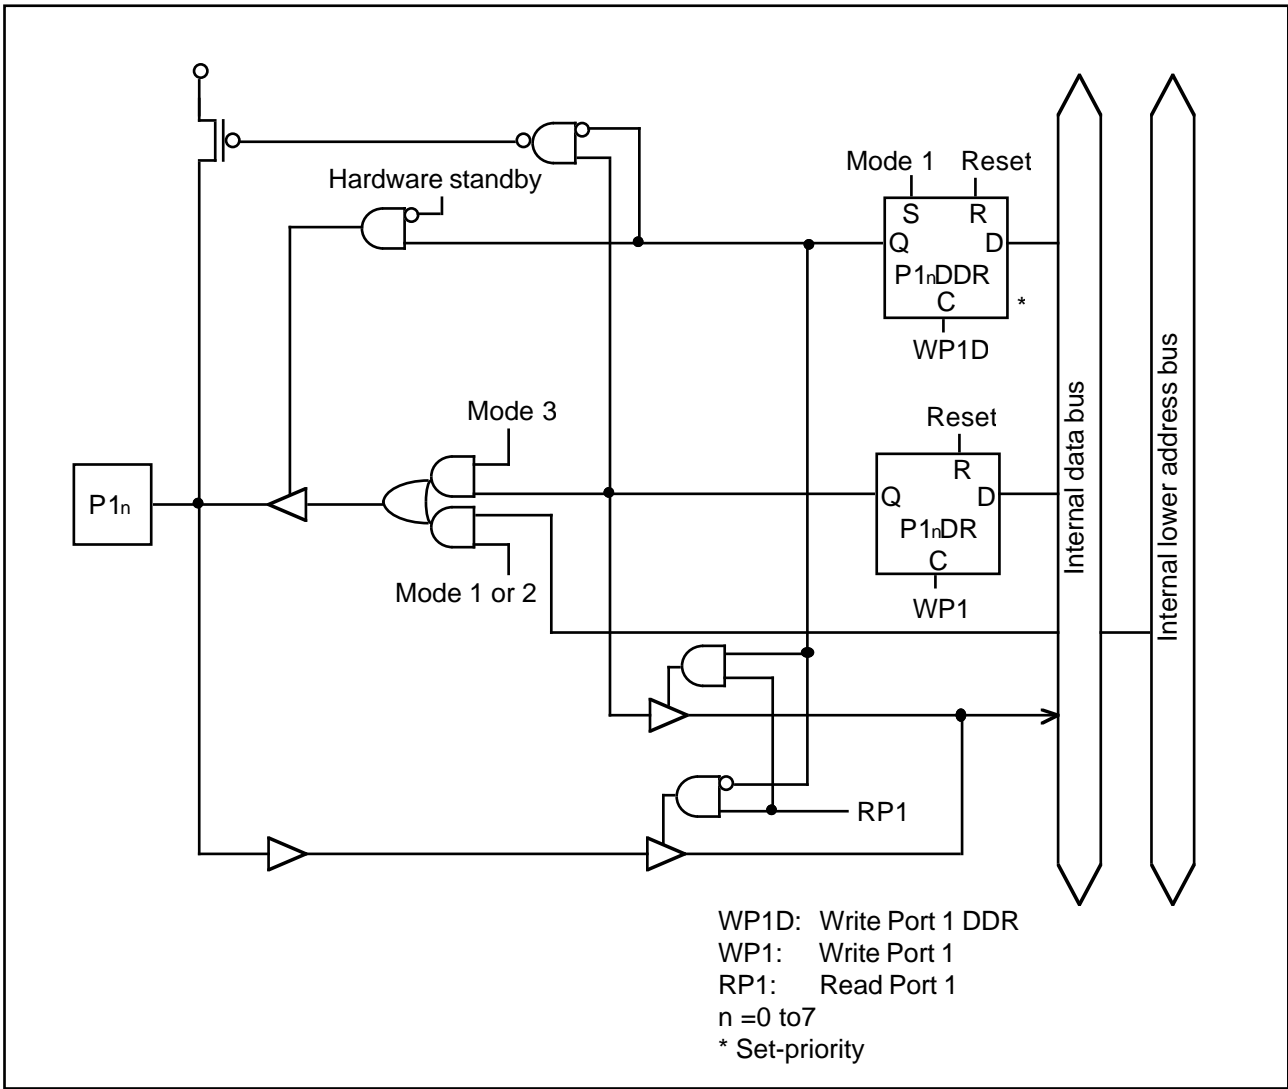 Hardware standby
Mode 1
Reset
S
R
Q
D
P1nDDR
C
*
WP1D
Mode 3
Reset
R
P1n
Q
D
P1nDR
C
Mode 1 or 2
WP1
Internal data bus
Internal lower address bus
RP1
WP1D: Write Port 1 DDR
WP1: Write Port 1
RP1: Read Port 1
n =0 to7
* Set-priority